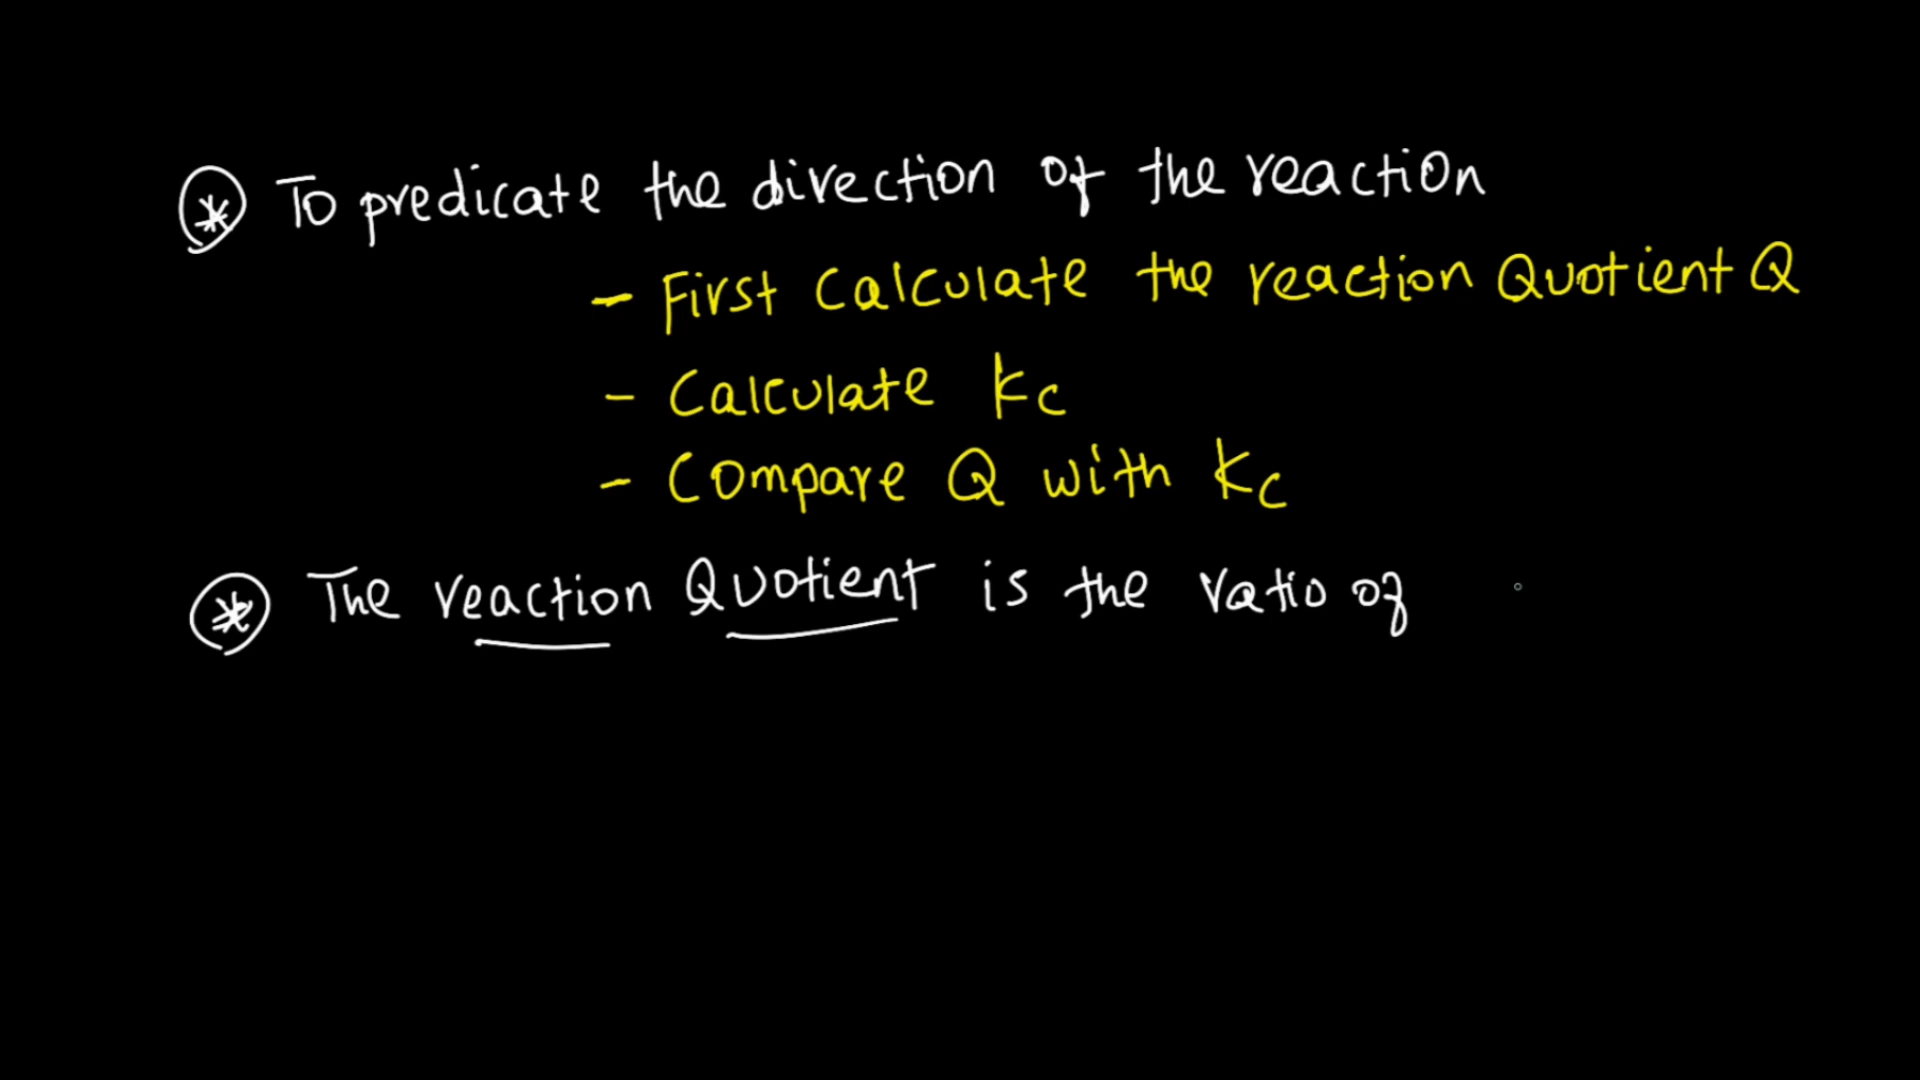 * To predicate the direction of the reaction
- First calculate the reaction Quotient Q
- Calculate Kc
- Compare Q with Kc
* The reaction Quotient is the ratio of